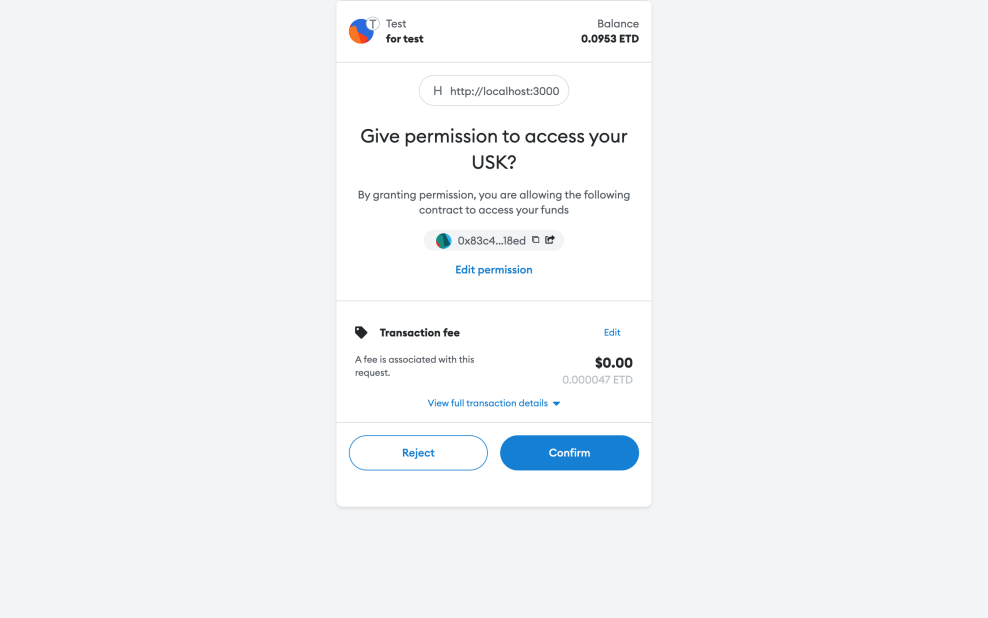 T Test
for test
Balance
0.0953 ETD
H http://localhost:3000
Give permission to access your
USK?
By granting permission, you are allowing the following
contract to access your funds
0x83c4...18ed
Edit permission
Transaction fee
Edit
A fee is associated with this
request.
$0.00
0.000047 ETD
View full transaction details
Reject
Confirm